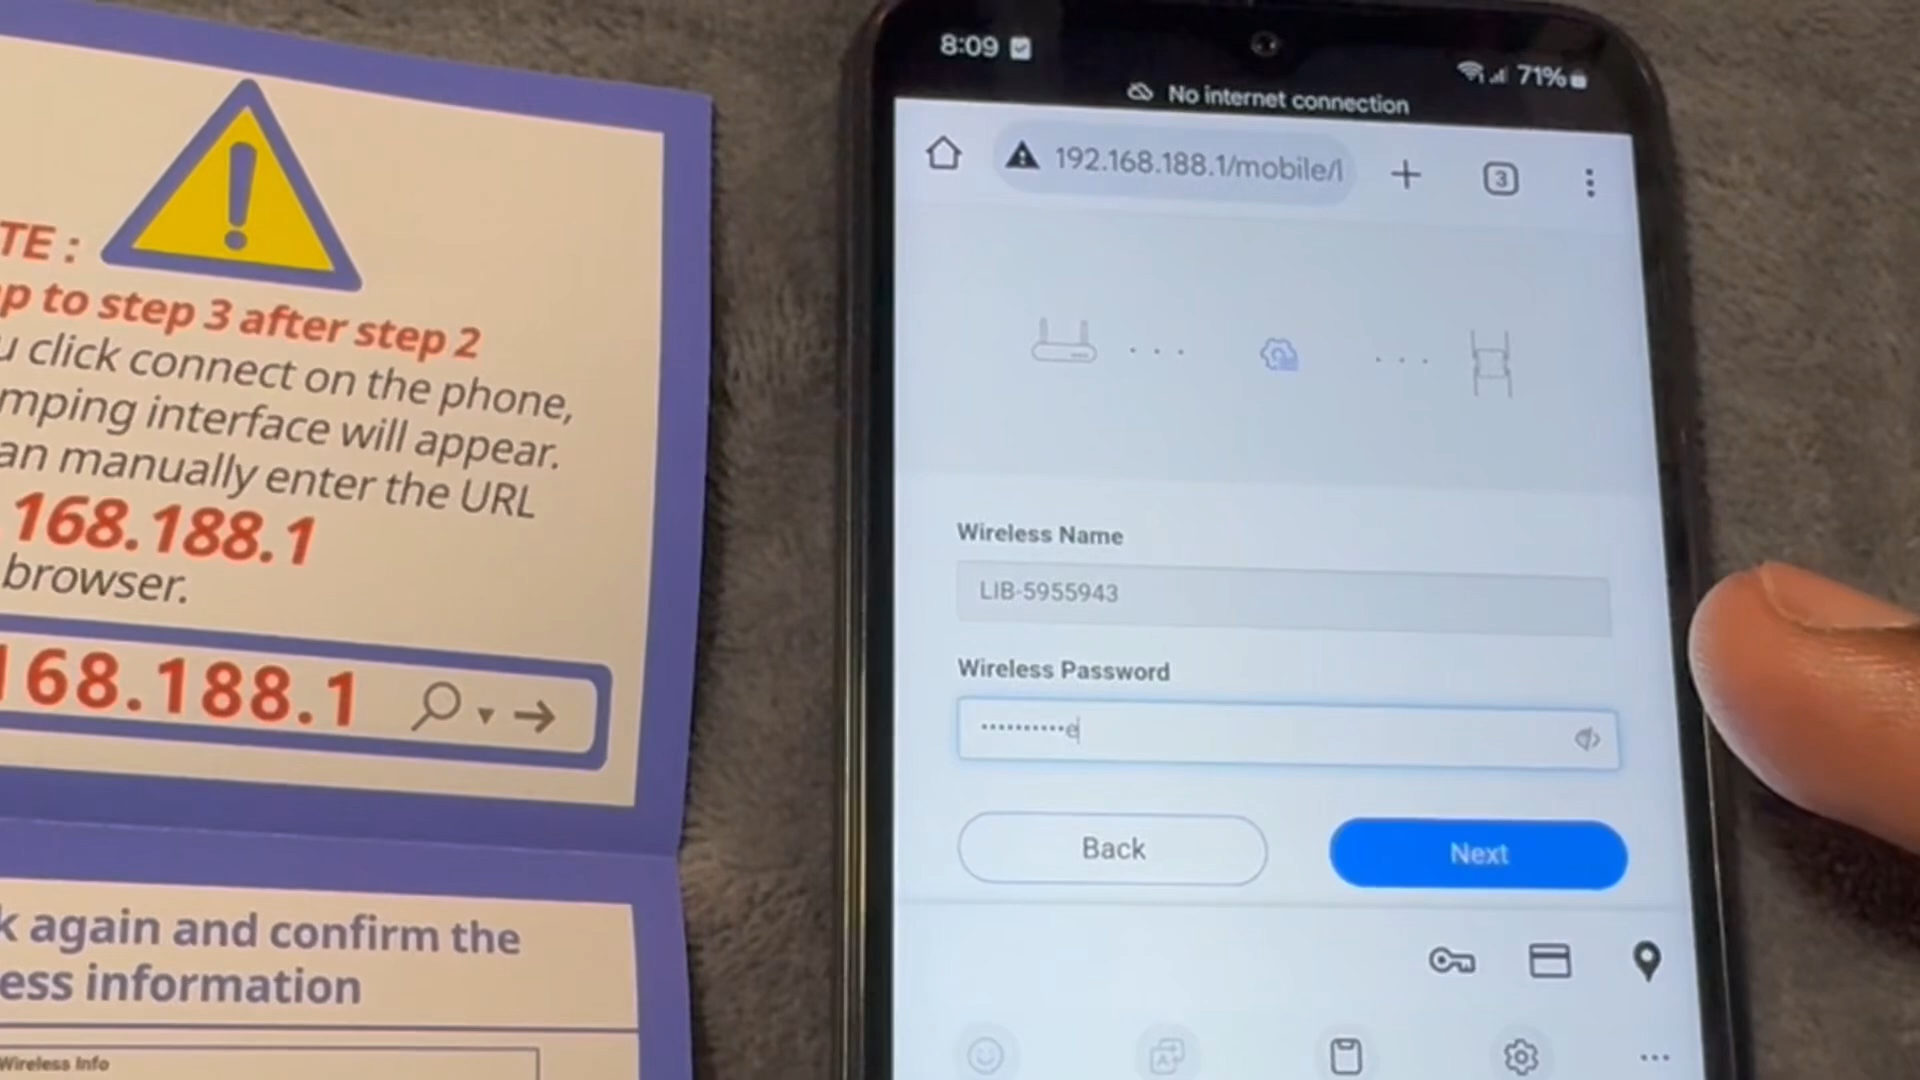 TE :
p to step 3 after step 2
u click connect on the phone,
mping interface will appear.
an manually enter the URL
.168.188.1
browser.
168.188.1
k again and confirm the
ess information
Wireless Info
8:09
71%
No internet connection
192.168.188.1/mobile/l
3
Wireless Name
LIB-5955943
Wireless Password
••••••••••e
Back
Next